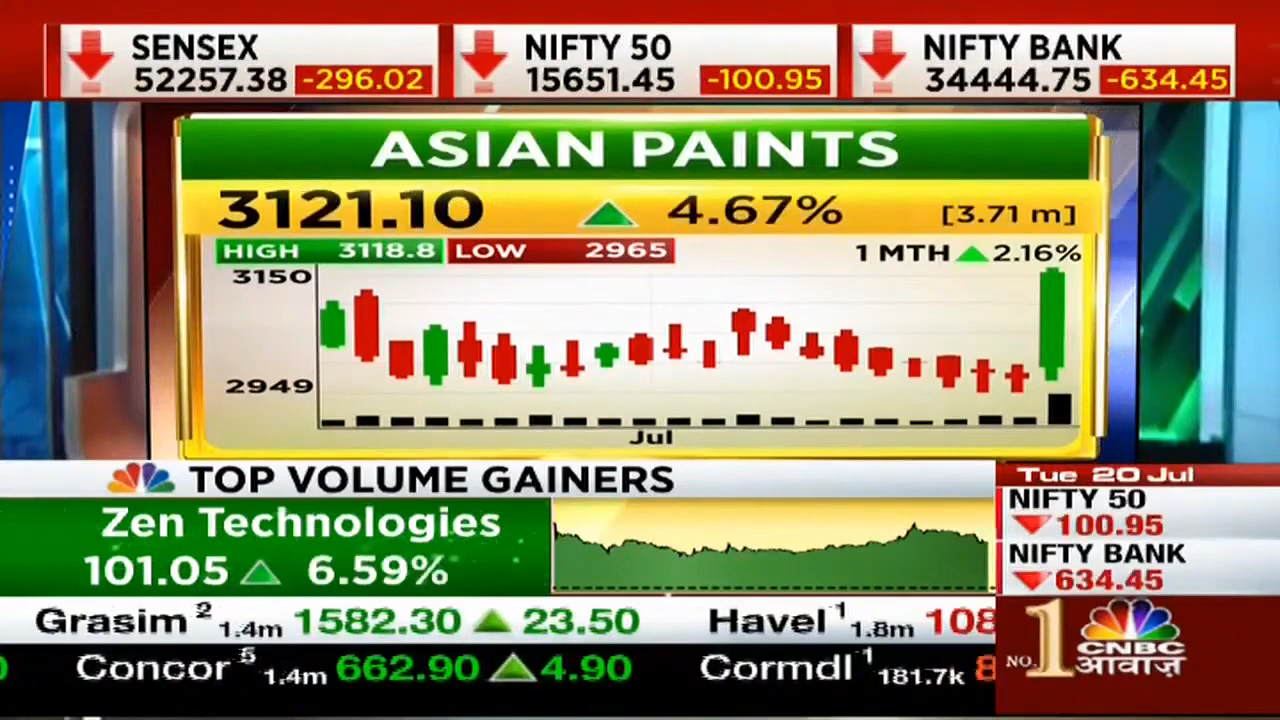 SENSEX
52257.38 -296.02
NIFTY 50
15651.45 -100.95
NIFTY BANK
34444.75 -634.45
ASIAN PAINTS
3121.10 4.67% [3.71 m]
HIGH 3118.8 LOW 2965 1 MTH 2.16%
3150
2949
Jul
TOP VOLUME GAINERS
Zen Technologies
101.05 6.59%
Tue 20 Jul
NIFTY 50
100.95
NIFTY BANK
634.45
Grasim 2 1.4m 1582.30 23.50 Havel 1 1.8m 108
Concor 5 1.4m 662.90 4.90 Cormdl 1 181.7k 8
NO. 1 CNBC
आवाज़